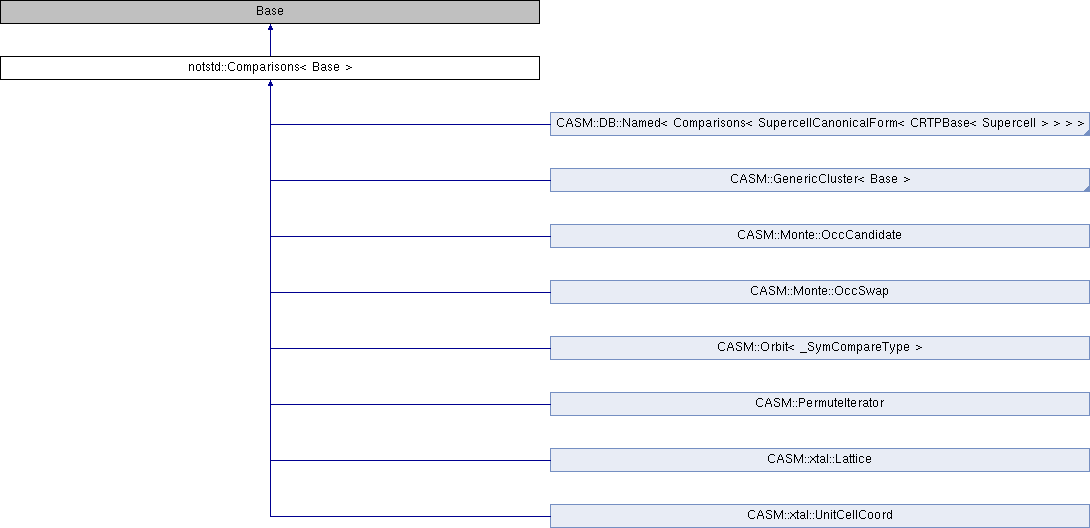 Base
notstd::Comparisons< Base >
CASM::DB::Named< Comparisons< SupercellCanonicalForm< CRTPBase< Supercell > > > >
CASM::GenericCluster< Base >
CASM::Monte::OccCandidate
CASM::Monte::OccSwap
CASM::Orbit< _SymCompareType >
CASM::PermuteIterator
CASM::xtal::Lattice
CASM::xtal::UnitCellCoord